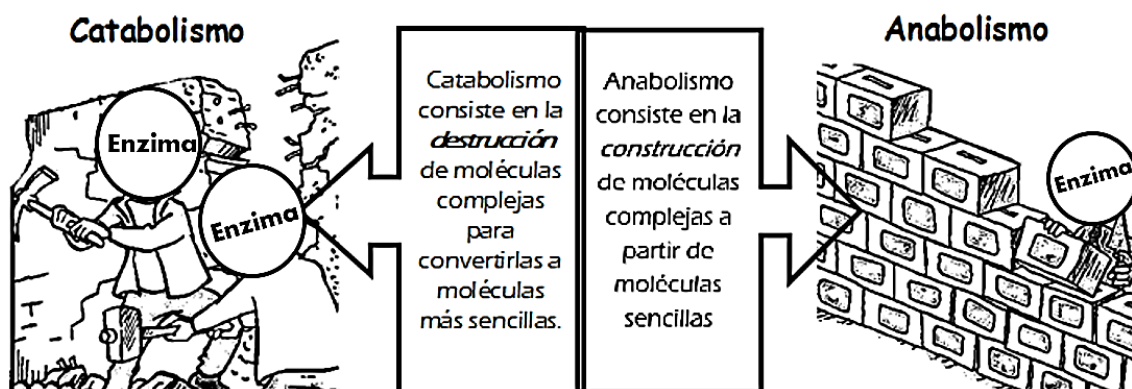 Catabolismo
Anabolismo
Enzima
Enzima
Catabolismo
consiste en la
destrucción
de moléculas
complejas
para
convertirlas a
moléculas
más sencillas.
Anabolismo
consiste en la
construcción
de moléculas
complejas a
partir de
moléculas
sencillas
Enzima